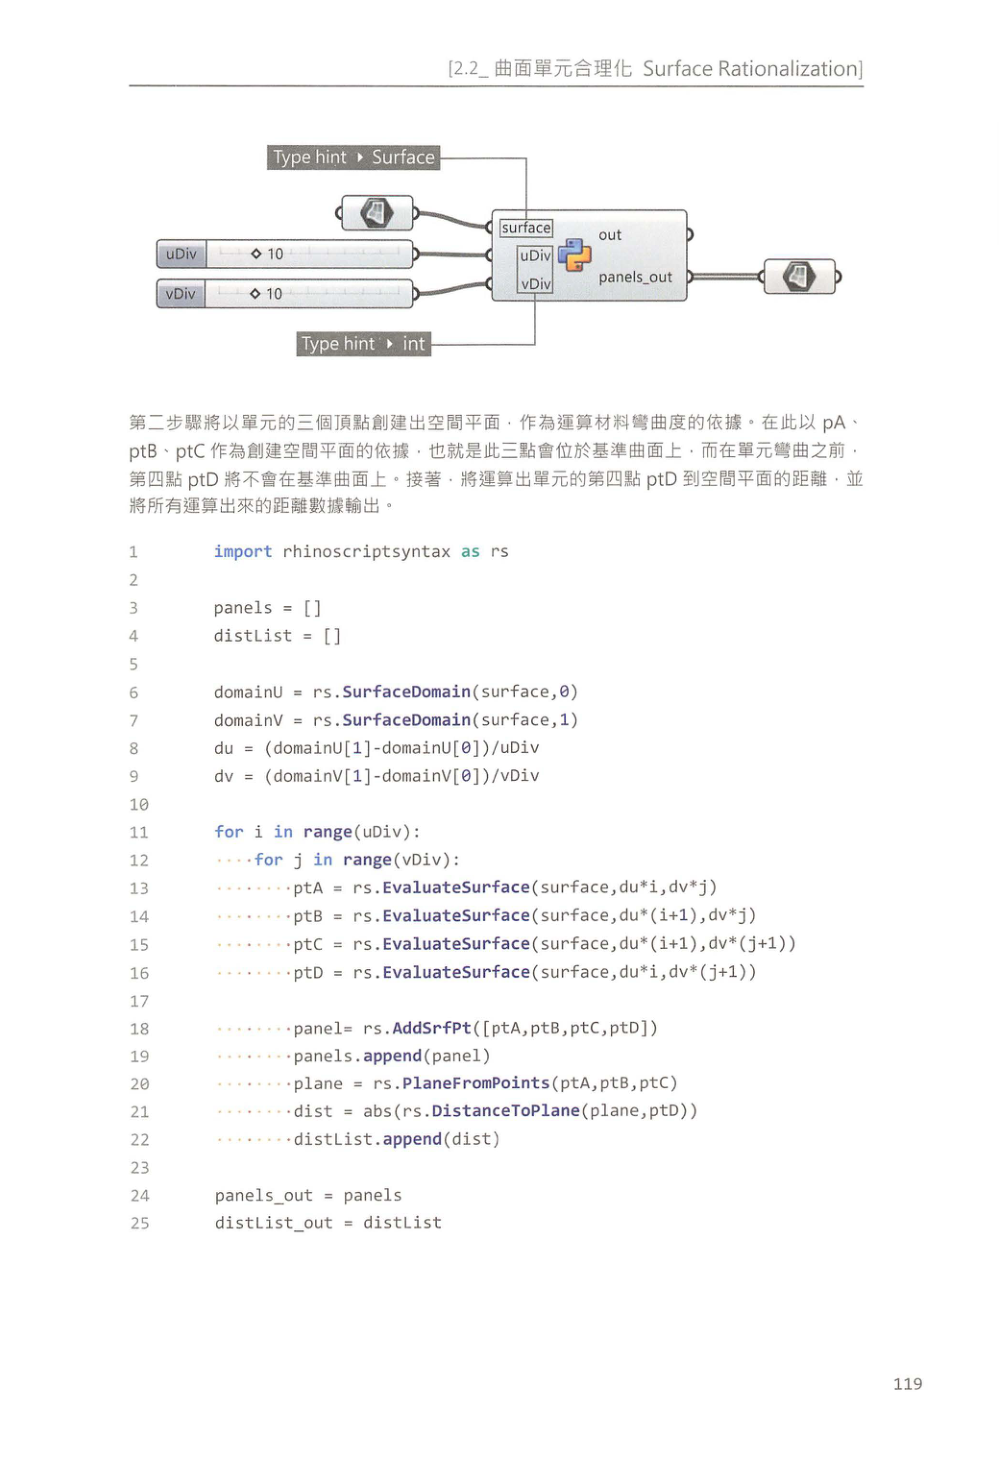 [2.2_ 曲面單元合理化 Surface Rationalization]
Type hint ▸ Surface
surface
out
uDiv ◇ 10
uDiv
panels_out
vDiv ◇ 10
vDiv
Type hint ▸ int
第二步驟將以單元的三個頂點創建出空間平面，作為運算材料彎曲度的依據。在此以 pA、
ptB、ptC 作為創建空間平面的依據，也就是此三點會位於基準曲面上，而在單元彎曲之前，
第四點 ptD 將不會在基準曲面上。接著，將運算出單元的第四點 ptD 到空間平面的距離，並
將所有運算出來的距離數據輸出。
1 import rhinoscriptsyntax as rs
2
3 panels = []
4 distList = []
5
6 domainU = rs.SurfaceDomain(surface,0)
7 domainV = rs.SurfaceDomain(surface,1)
8 du = (domainU[1]-domainU[0])/uDiv
9 dv = (domainV[1]-domainV[0])/vDiv
10
11 for i in range(uDiv):
12 ····for j in range(vDiv):
13 ········ptA = rs.EvaluateSurface(surface,du*i,dv*j)
14 ········ptB = rs.EvaluateSurface(surface,du*(i+1),dv*j)
15 ········ptC = rs.EvaluateSurface(surface,du*(i+1),dv*(j+1))
16 ········ptD = rs.EvaluateSurface(surface,du*i,dv*(j+1))
17
18 ········panel= rs.AddSrfPt([ptA,ptB,ptC,ptD])
19 ········panels.append(panel)
20 ········plane = rs.PlaneFromPoints(ptA,ptB,ptC)
21 ········dist = abs(rs.DistanceToPlane(plane,ptD))
22 ········distList.append(dist)
23
24 panels_out = panels
25 distList_out = distList
119